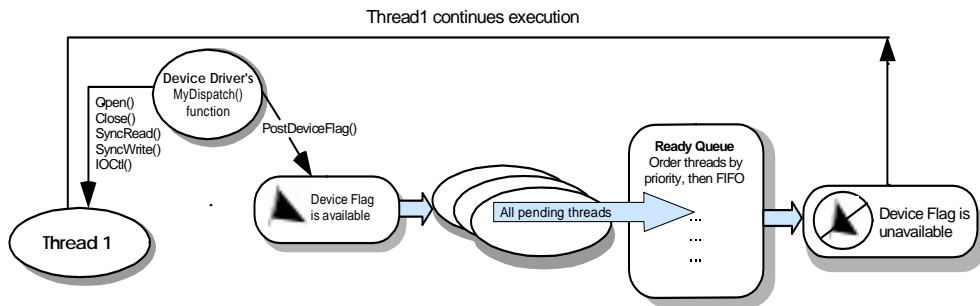 Thread1 continues execution
Device Driver's
MyDispatch()
function
Open()
Close()
SyncRead()
SyncWrite()
IOCtl()
PostDeviceFlag()
Thread 1
Device Flag
is available
All pending threads
Ready Queue
Order threads by
priority, then FIFO
...
...
...
Device Flag is
unavailable